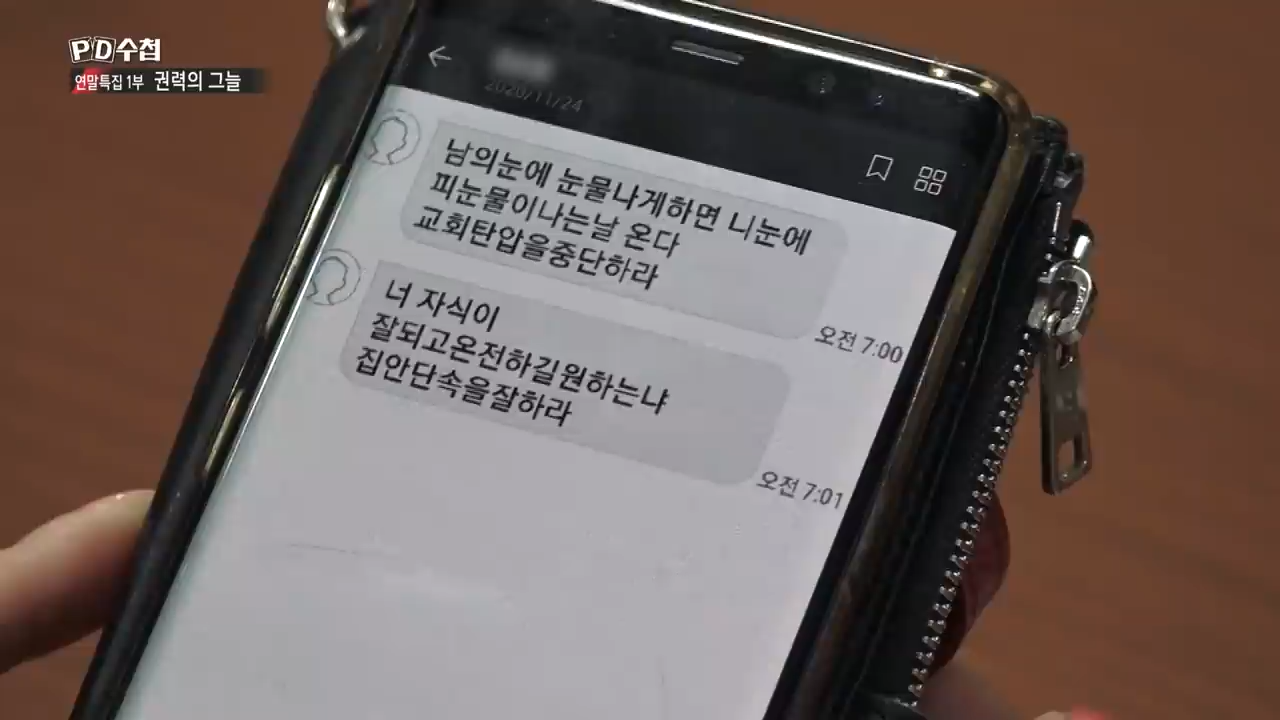 PD수첩
연말특집 1부 권력의 그늘
2020/11/24
남의눈에 눈물나게하면 니눈에
피눈물이나는날 온다
교회탄압을중단하라
오전 7:00
너 자식이
잘되고온전하길원하는냐
집안단속을잘하라
오전 7:01